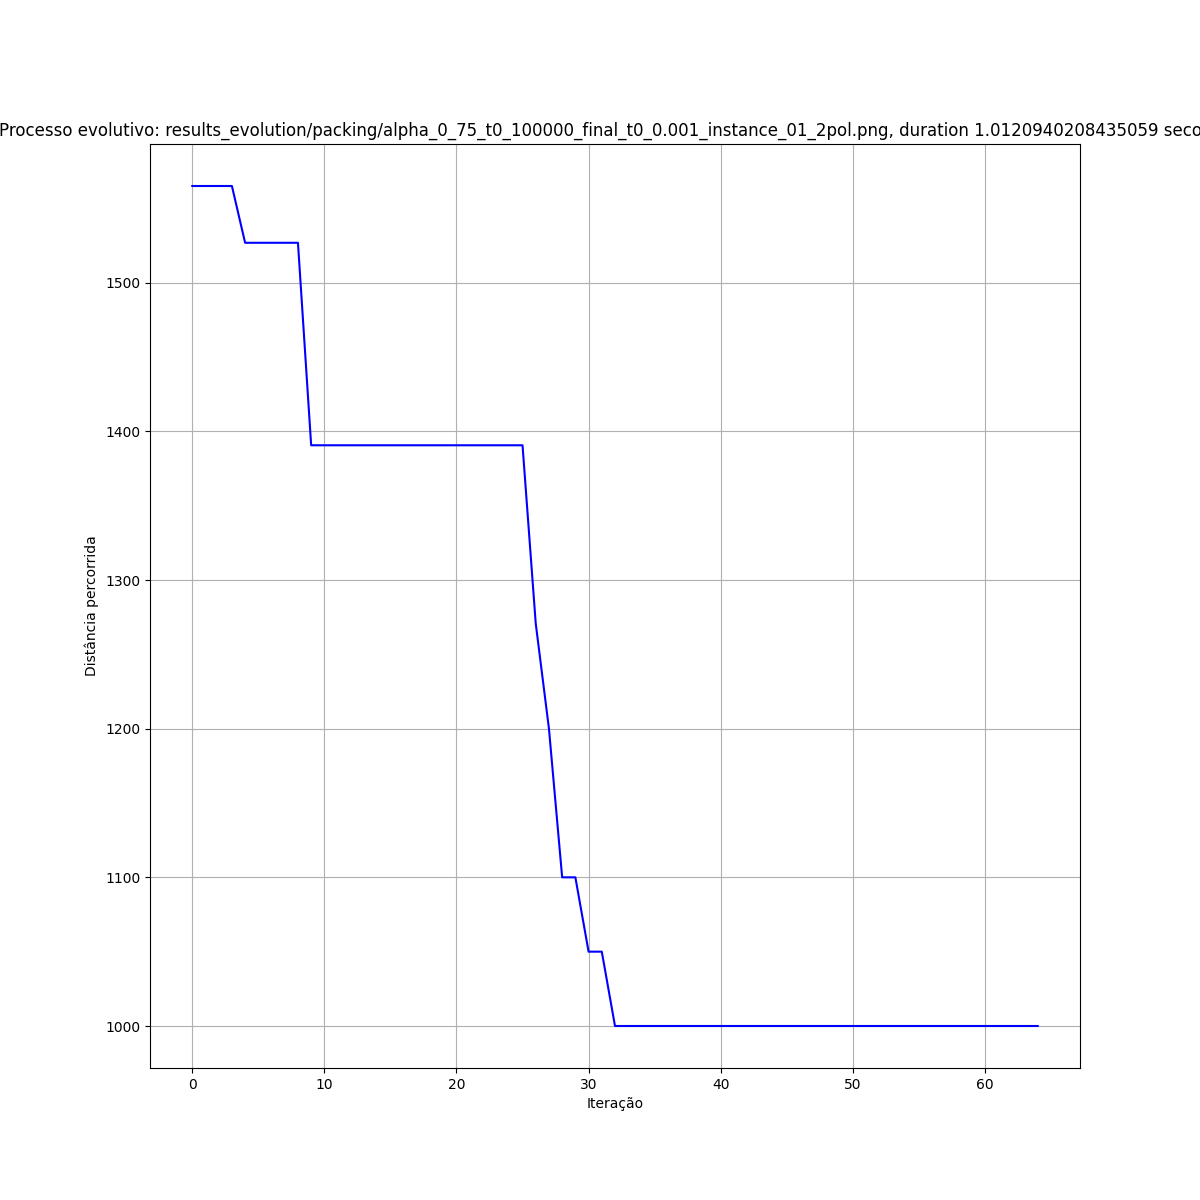 Processo evolutivo: results_evolution/packing/alpha_0_75_t0_100000_final_t0_0.001_instance_01_2pol.png, duration 1.0120940208435059 seco
1500
1400
1300
1200
1100
1000
Distância percorrida
0 10 20 30 40 50 60
Iteração